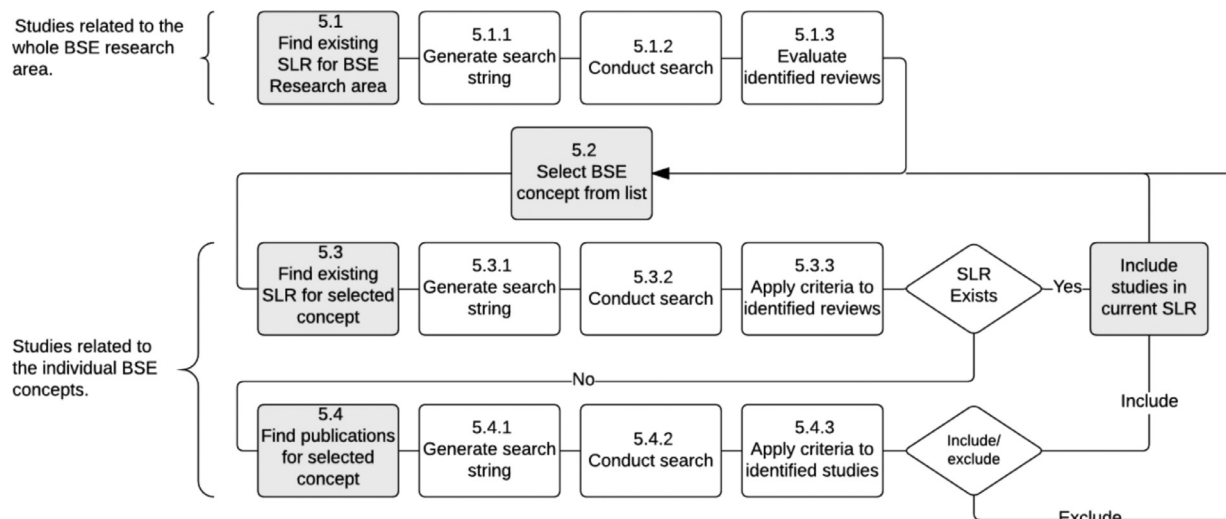 Studies related to the
whole BSE research
area.
5.1
Find existing
SLR for BSE
Research area
5.1.1
Generate search
string
5.1.2
Conduct search
5.1.3
Evaluate
identified reviews
5.2
Select BSE
concept from list
Studies related to
the individual BSE
concepts.
5.3
Find existing
SLR for selected
concept
5.3.1
Generate search
string
5.3.2
Conduct search
5.3.3
Apply criteria to
identified reviews
SLR
Exists
Yes
Include
studies in
current SLR
No
5.4
Find publications
for selected
concept
5.4.1
Generate search
string
5.4.2
Conduct search
5.4.3
Apply criteria to
identified studies
Include/
exclude
Include
Exclude